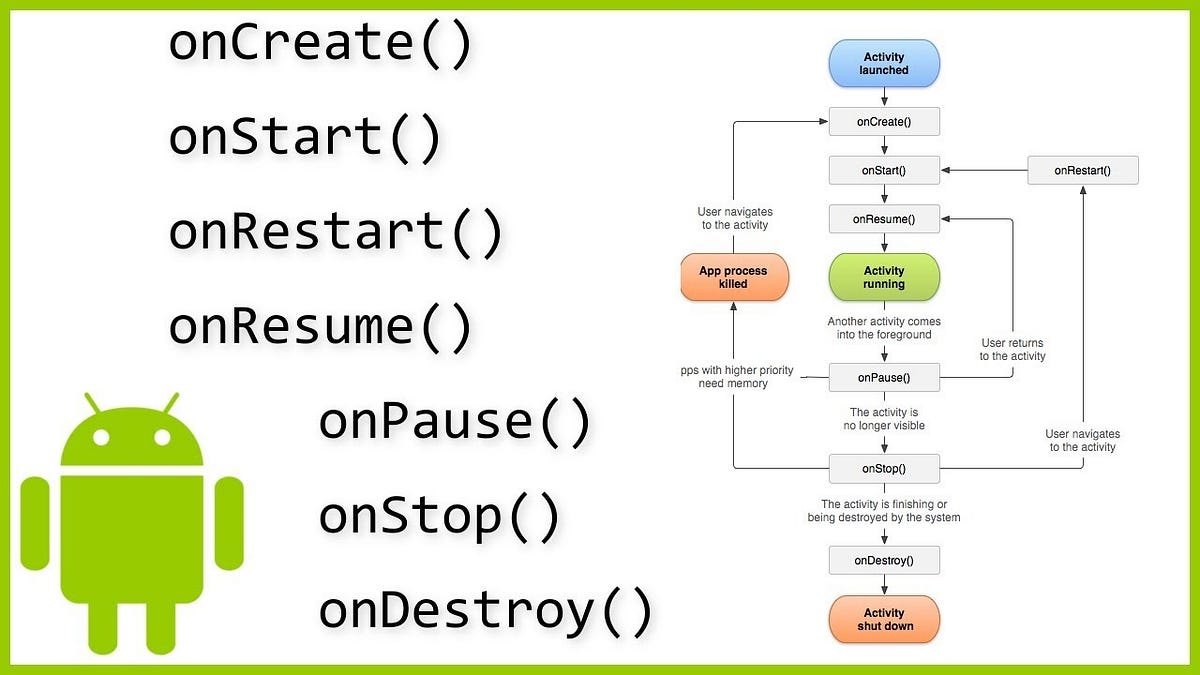 onCreate()
onStart()
onRestart()
onResume()
onPause()
onStop()
onDestroy()
Activity
launched
onCreate()
onStart()
onRestart()
onResume()
User navigates
to the activity
App process
killed
Activity
running
Another activity comes
into the foreground
User returns
to the activity
pps with higher priority
need memory
onPause()
The activity is
no longer visible
User navigates
to the activity
onStop()
The activity is finishing or
being destroyed by the system
onDestroy()
Activity
shut down